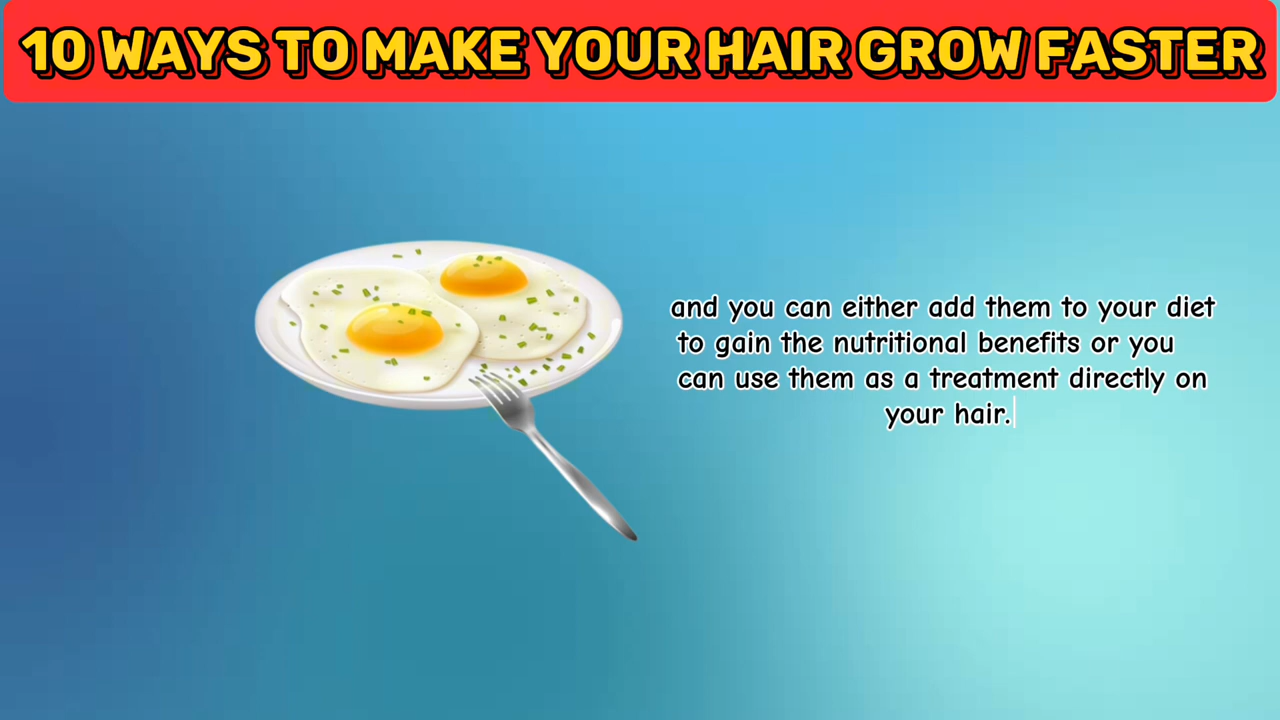 10 WAYS TO MAKE YOUR HAIR GROW FASTER
and you can either add them to your diet
to gain the nutritional benefits or you
can use them as a treatment directly on
your hair.